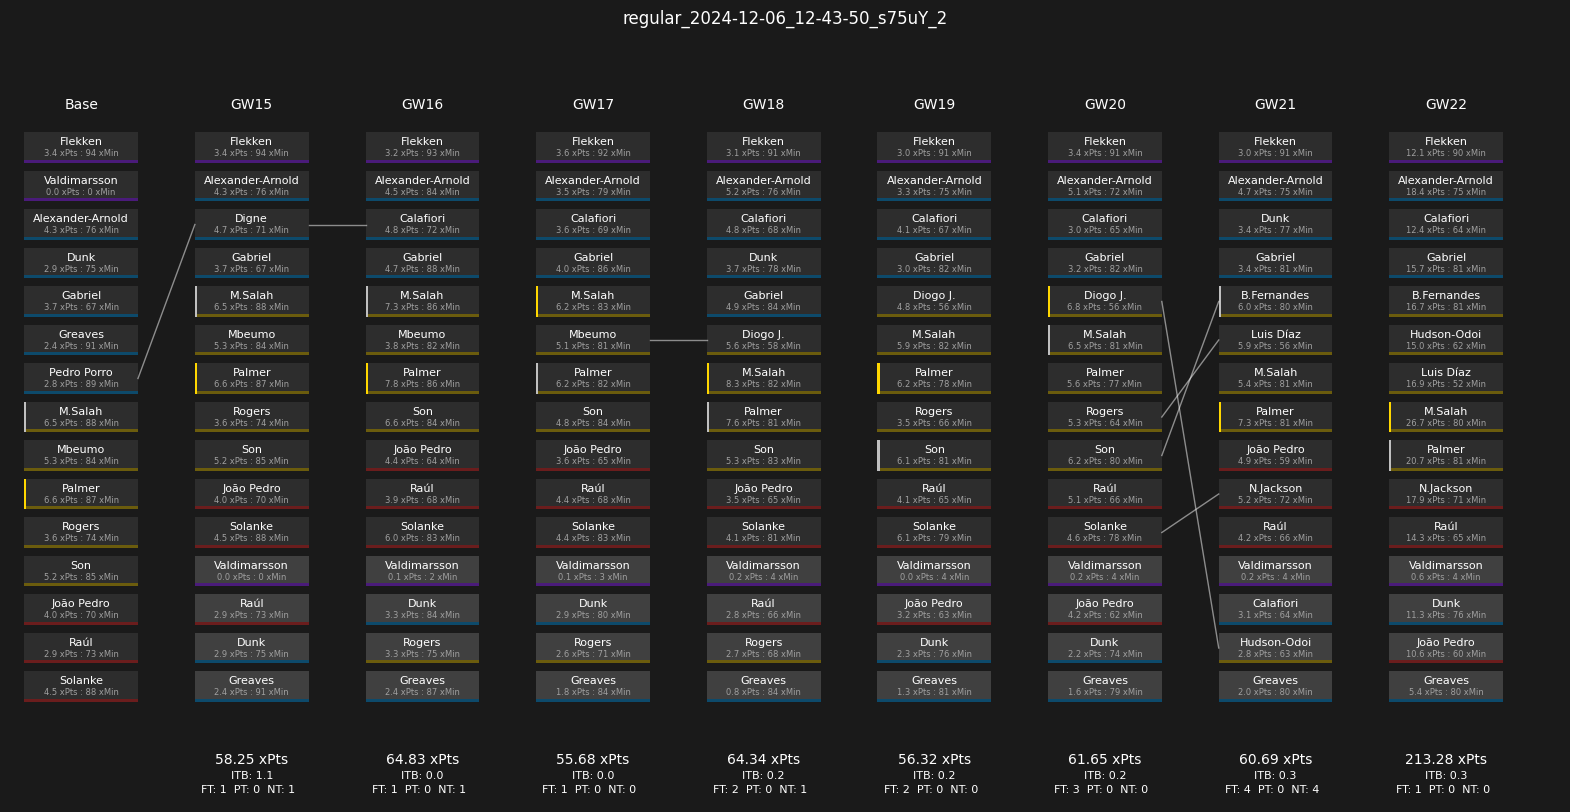 regular_2024-12-06_12-43-50_s75uY_2
Base
Flekken
3.4 xPts : 94 xMin
Valdimarsson
0.0 xPts : 0 xMin
Alexander-Arnold
4.3 xPts : 76 xMin
Dunk
2.9 xPts : 75 xMin
Gabriel
3.7 xPts : 67 xMin
Greaves
2.4 xPts : 91 xMin
Pedro Porro
2.8 xPts : 89 xMin
M.Salah
6.5 xPts : 88 xMin
Mbeumo
5.3 xPts : 84 xMin
Palmer
6.6 xPts : 87 xMin
Rogers
3.6 xPts : 74 xMin
Son
5.2 xPts : 85 xMin
João Pedro
4.0 xPts : 70 xMin
Raúl
2.9 xPts : 73 xMin
Solanke
4.5 xPts : 88 xMin
GW15
Flekken
3.4 xPts : 94 xMin
Alexander-Arnold
4.3 xPts : 76 xMin
Digne
4.7 xPts : 71 xMin
Gabriel
3.7 xPts : 67 xMin
M.Salah
6.5 xPts : 88 xMin
Mbeumo
5.3 xPts : 84 xMin
Palmer
6.6 xPts : 87 xMin
Rogers
3.6 xPts : 74 xMin
Son
5.2 xPts : 85 xMin
João Pedro
4.0 xPts : 70 xMin
Solanke
4.5 xPts : 88 xMin
Valdimarsson
0.0 xPts : 0 xMin
Raúl
2.9 xPts : 73 xMin
Dunk
2.9 xPts : 75 xMin
Greaves
2.4 xPts : 91 xMin
58.25 xPts
ITB: 1.1
FT: 1 PT: 0 NT: 1
GW16
Flekken
3.2 xPts : 93 xMin
Alexander-Arnold
4.5 xPts : 84 xMin
Calafiori
4.8 xPts : 72 xMin
Gabriel
4.7 xPts : 88 xMin
M.Salah
7.3 xPts : 86 xMin
Mbeumo
3.8 xPts : 82 xMin
Palmer
7.8 xPts : 86 xMin
Son
6.6 xPts : 84 xMin
João Pedro
4.4 xPts : 64 xMin
Raúl
3.9 xPts : 68 xMin
Solanke
6.0 xPts : 83 xMin
Valdimarsson
0.1 xPts : 2 xMin
Dunk
3.3 xPts : 84 xMin
Rogers
3.3 xPts : 75 xMin
Greaves
2.4 xPts : 87 xMin
64.83 xPts
ITB: 0.0
FT: 1 PT: 0 NT: 1
GW17
Flekken
3.6 xPts : 92 xMin
Alexander-Arnold
3.5 xPts : 79 xMin
Calafiori
3.6 xPts : 69 xMin
Gabriel
4.0 xPts : 86 xMin
M.Salah
6.2 xPts : 83 xMin
Mbeumo
5.1 xPts : 81 xMin
Palmer
6.2 xPts : 82 xMin
Son
4.8 xPts : 84 xMin
João Pedro
3.6 xPts : 65 xMin
Raúl
4.4 xPts : 68 xMin
Solanke
4.4 xPts : 83 xMin
Valdimarsson
0.1 xPts : 3 xMin
Dunk
2.9 xPts : 80 xMin
Rogers
2.6 xPts : 71 xMin
Greaves
1.8 xPts : 84 xMin
55.68 xPts
ITB: 0.0
FT: 1 PT: 0 NT: 0
GW18
Flekken
3.1 xPts : 91 xMin
Alexander-Arnold
5.2 xPts : 76 xMin
Calafiori
4.8 xPts : 68 xMin
Dunk
3.7 xPts : 78 xMin
Gabriel
4.9 xPts : 84 xMin
Diogo J.
5.6 xPts : 58 xMin
M.Salah
8.3 xPts : 82 xMin
Palmer
7.6 xPts : 81 xMin
Son
5.3 xPts : 83 xMin
João Pedro
3.5 xPts : 65 xMin
Solanke
4.1 xPts : 81 xMin
Valdimarsson
0.2 xPts : 4 xMin
Raúl
2.8 xPts : 66 xMin
Rogers
2.7 xPts : 68 xMin
Greaves
0.8 xPts : 84 xMin
64.34 xPts
ITB: 0.2
FT: 2 PT: 0 NT: 1
GW19
Flekken
3.0 xPts : 91 xMin
Alexander-Arnold
3.3 xPts : 75 xMin
Calafiori
4.1 xPts : 67 xMin
Gabriel
3.0 xPts : 82 xMin
Diogo J.
4.8 xPts : 56 xMin
M.Salah
5.9 xPts : 82 xMin
Palmer
6.2 xPts : 78 xMin
Rogers
3.5 xPts : 66 xMin
Son
6.1 xPts : 81 xMin
Raúl
4.1 xPts : 65 xMin
Solanke
6.1 xPts : 79 xMin
Valdimarsson
0.0 xPts : 4 xMin
João Pedro
3.2 xPts : 63 xMin
Dunk
2.3 xPts : 76 xMin
Greaves
1.3 xPts : 81 xMin
56.32 xPts
ITB: 0.2
FT: 2 PT: 0 NT: 0
GW20
Flekken
3.4 xPts : 91 xMin
Alexander-Arnold
5.1 xPts : 72 xMin
Calafiori
3.0 xPts : 65 xMin
Gabriel
3.2 xPts : 82 xMin
Diogo J.
6.8 xPts : 56 xMin
M.Salah
6.5 xPts : 81 xMin
Palmer
5.6 xPts : 77 xMin
Rogers
5.3 xPts : 64 xMin
Son
6.2 xPts : 80 xMin
Raúl
5.1 xPts : 66 xMin
Solanke
4.6 xPts : 78 xMin
Valdimarsson
0.2 xPts : 4 xMin
João Pedro
4.2 xPts : 62 xMin
Dunk
2.2 xPts : 74 xMin
Greaves
1.6 xPts : 79 xMin
61.65 xPts
ITB: 0.2
FT: 3 PT: 0 NT: 0
GW21
Flekken
3.0 xPts : 91 xMin
Alexander-Arnold
4.7 xPts : 75 xMin
Dunk
3.4 xPts : 77 xMin
Gabriel
3.4 xPts : 81 xMin
B.Fernandes
6.0 xPts : 80 xMin
Luis Díaz
5.9 xPts : 56 xMin
M.Salah
5.4 xPts : 81 xMin
Palmer
7.3 xPts : 81 xMin
João Pedro
4.9 xPts : 59 xMin
N.Jackson
5.2 xPts : 72 xMin
Raúl
4.2 xPts : 66 xMin
Valdimarsson
0.2 xPts : 4 xMin
Calafiori
3.1 xPts : 64 xMin
Hudson-Odoi
2.8 xPts : 63 xMin
Greaves
2.0 xPts : 80 xMin
60.69 xPts
ITB: 0.3
FT: 4 PT: 0 NT: 4
GW22
Flekken
12.1 xPts : 90 xMin
Alexander-Arnold
18.4 xPts : 75 xMin
Calafiori
12.4 xPts : 64 xMin
Gabriel
15.7 xPts : 81 xMin
B.Fernandes
16.7 xPts : 81 xMin
Hudson-Odoi
15.0 xPts : 62 xMin
Luis Díaz
16.9 xPts : 52 xMin
M.Salah
26.7 xPts : 80 xMin
Palmer
20.7 xPts : 81 xMin
N.Jackson
17.9 xPts : 71 xMin
Raúl
14.3 xPts : 65 xMin
Valdimarsson
0.6 xPts : 4 xMin
Dunk
11.3 xPts : 76 xMin
João Pedro
10.6 xPts : 60 xMin
Greaves
5.4 xPts : 80 xMin
213.28 xPts
ITB: 0.3
FT: 1 PT: 0 NT: 0